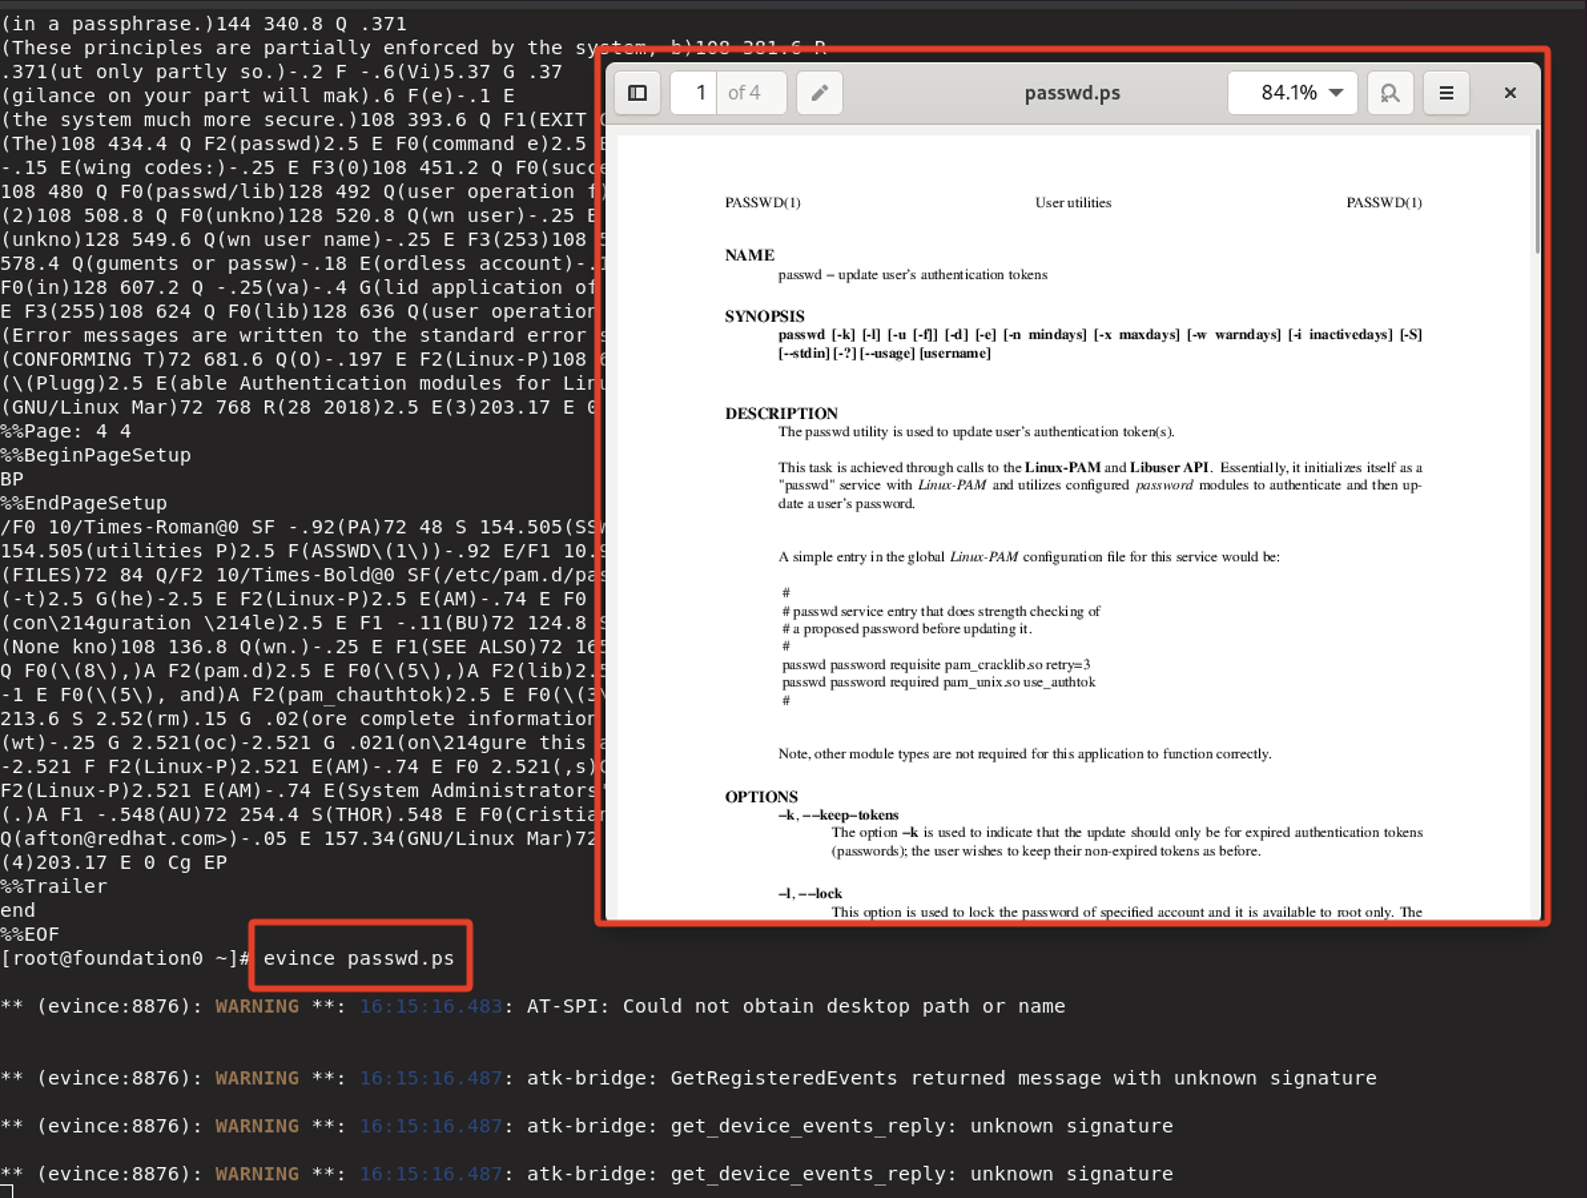 (in a passphrase.)144 340.8 Q .371
(These principles are partially enforced by the system, b)108 381.6 R
.371(ut only partly so.)-.2 F -.6(Vi)5.37 G .37
(gilance on your part will mak).6 F(e)-.1 E
(the system much more secure.)108 393.6 Q F1(EXIT
(The)108 434.4 Q F2(passwd)2.5 E F0(command e)2.5
-.15 E(wing codes:)-.25 E F3(0)108 451.2 Q F0(succe
108 480 Q F0(passwd/lib)128 492 Q(user operation f)
(2)108 508.8 Q F0(unkno)128 520.8 Q(wn user)-.25 E
(unkno)128 549.6 Q(wn user name)-.25 E F3(253)108
578.4 Q(guments or passw)-.18 E(ordless account)-.
F0(in)128 607.2 Q -.25(va)-.4 G(lid application of
E F3(255)108 624 Q F0(lib)128 636 Q(user operation
(Error messages are written to the standard error
(CONFORMING T)72 681.6 Q(O)-.197 E F2(Linux-P)108
(\(Plugg)2.5 E(able Authentication modules for Linu
(GNU/Linux Mar)72 768 R(28 2018)2.5 E(3)203.17 E 0
%%Page: 4 4
%%BeginPageSetup
BP
%%EndPageSetup
/F0 10/Times-Roman@0 SF -.92(PA)72 48 S 154.505(SSW
154.505(utilities P)2.5 F(ASSWD\(1\))-.92 E/F1 10.9
(FILES)72 84 Q/F2 10/Times-Bold@0 SF(/etc/pam.d/pas
(-t)2.5 G(he)-2.5 E F2(Linux-P)2.5 E(AM)-.74 E F0
(con\214guration \214le)2.5 E F1 -.11(BU)72 124.8 S
(None kno)108 136.8 Q(wn.)-.25 E F1(SEE ALSO)72 165
Q F0(\(8\),)A F2(pam.d)2.5 E F0(\(5\),)A F2(lib)2.5
-1 E F0(\(5\), and)A F2(pam_chauthtok)2.5 E F0(\(3\
213.6 S 2.52(rm).15 G .02(ore complete information
(wt)-.25 G 2.521(oc)-2.521 G .021(on\214gure this a
-2.521 F F2(Linux-P)2.521 E(AM)-.74 E F0 2.521(,s)
F2(Linux-P)2.521 E(AM)-.74 E(System Administrators'
(.)A F1 -.548(AU)72 254.4 S(THOR).548 E F0(Cristian
Q(afton@redhat.com>)-.05 E 157.34(GNU/Linux Mar)72
(4)203.17 E 0 Cg EP
%%Trailer
end
%%EOF
[root@foundation0 ~]# evince passwd.ps
** (evince:8876): WARNING **: 16:15:16.483: AT-SPI: Could not obtain desktop path or name
** (evince:8876): WARNING **: 16:15:16.487: atk-bridge: GetRegisteredEvents returned message with unknown signature
** (evince:8876): WARNING **: 16:15:16.487: atk-bridge: get_device_events_reply: unknown signature
** (evince:8876): WARNING **: 16:15:16.487: atk-bridge: get_device_events_reply: unknown signature
1 of 4 passwd.ps 84.1%
PASSWD(1) User utilities PASSWD(1)
NAME
passwd − update user's authentication tokens
SYNOPSIS
passwd [-k] [-l] [-u [-f]] [-d] [-e] [-n mindays] [-x maxdays] [-w warndays] [-i inactivedays] [-S]
[--stdin] [-?] [--usage] [username]
DESCRIPTION
The passwd utility is used to update user's authentication token(s).
This task is achieved through calls to the Linux-PAM and Libuser API. Essentially, it initializes itself as a
"passwd" service with Linux-PAM and utilizes configured password modules to authenticate and then up-
date a user's password.
A simple entry in the global Linux-PAM configuration file for this service would be:
#
# passwd service entry that does strength checking of
# a proposed password before updating it.
#
passwd password requisite pam_cracklib.so retry=3
passwd password required pam_unix.so use_authtok
#
Note, other module types are not required for this application to function correctly.
OPTIONS
−k, −−keep−tokens
The option −k is used to indicate that the update should only be for expired authentication tokens
(passwords); the user wishes to keep their non-expired tokens as before.
−l, −−lock
This option is used to lock the password of specified account and it is available to root only. The